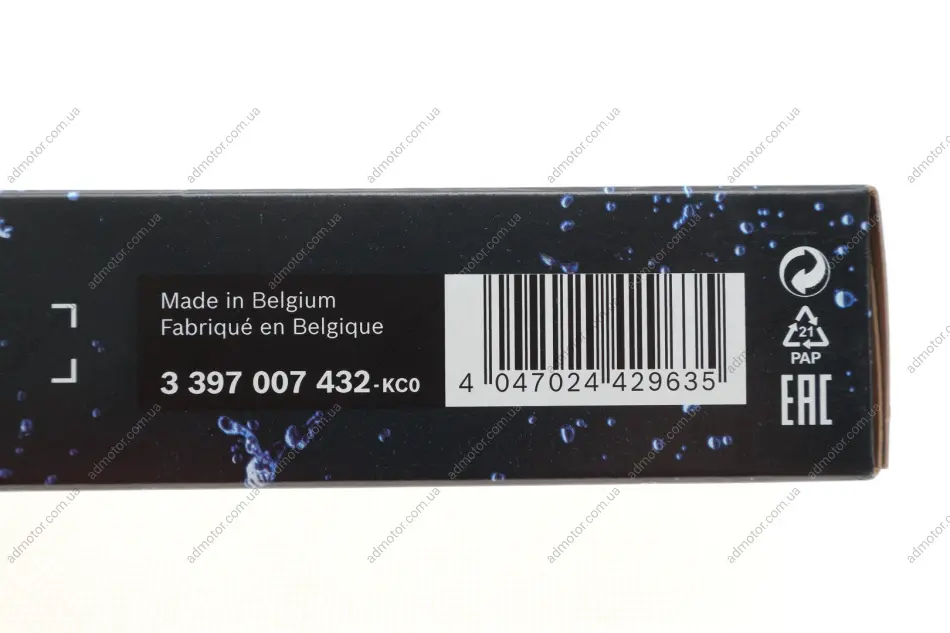 Made in Belgium
Fabriqué en Belgique
3 397 007 432-KC0
4 047024 429635
21
PAP
EAC
admotor.com.ua